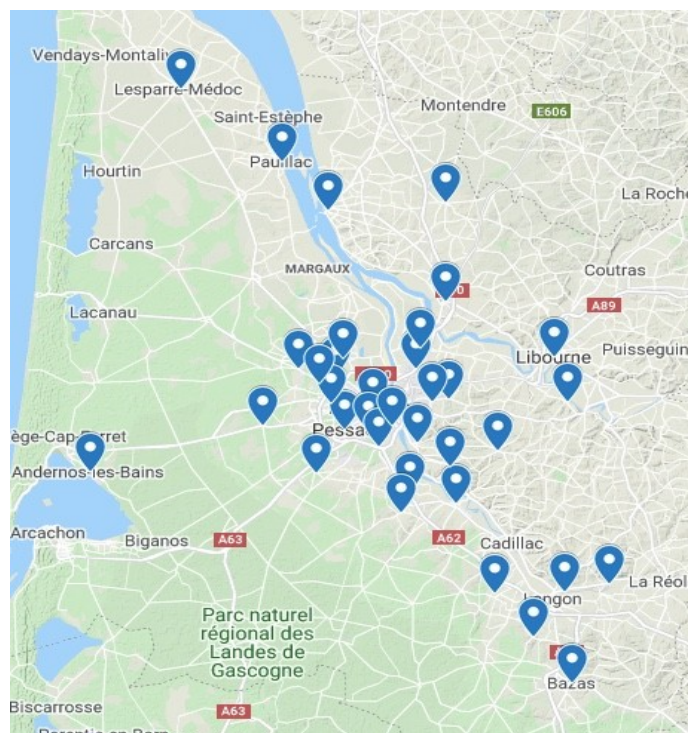 Vendays-Montaliv
Lesparre-Médoc
Saint-Estèphe
Montendre
E606
Pauillac
Hourtin
La Roche
Carcans
MARGAUX
Coutras
A89
Lacanau
Libourne
Puisseguin
Pessa
ège-Cap-Ferret
Andernos-les-Bains
Arcachon
Biganos
A63
A62
Cadillac
La Réol
Langon
Parc naturel
régional des
Landes de
Gascogne
Bazas
Biscarrosse
A63